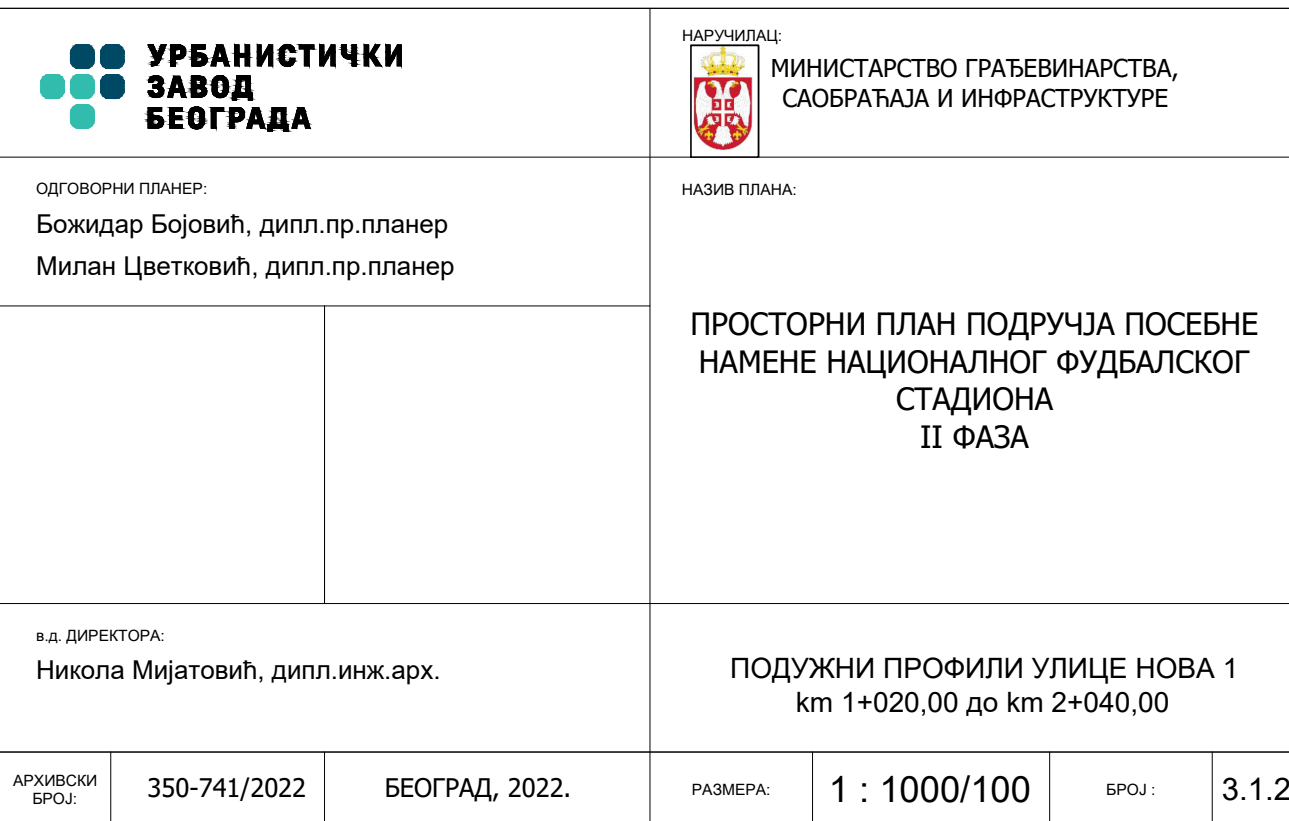 УРБАНИСТИЧКИ
ЗАВОД
БЕОГРАДА
НАРУЧИЛАЦ:
МИНИСТАРСТВО ГРАЂЕВИНАРСТВА,
САОБРАЋАЈА И ИНФРАСТРУКТУРЕ
ОДГОВОРНИ ПЛАНЕР:
Божидар Бојовић, дипл.пр.планер
Милан Цветковић, дипл.пр.планер
НАЗИВ ПЛАНА:
ПРОСТОРНИ ПЛАН ПОДРУЧЈА ПОСЕБНЕ
НАМЕНЕ НАЦИОНАЛНОГ ФУДБАЛСКОГ
СТАДИОНА
II ФАЗА
в.д. ДИРЕКТОРА:
Никола Мијатовић, дипл.инж.арх.
ПОДУЖНИ ПРОФИЛИ УЛИЦЕ НОВА 1
km 1+020,00 до km 2+040,00
АРХИВСКИ
БРОЈ:
350-741/2022
БЕОГРАД, 2022.
РАЗМЕРА:
1 : 1000/100
БРОЈ :
3.1.2